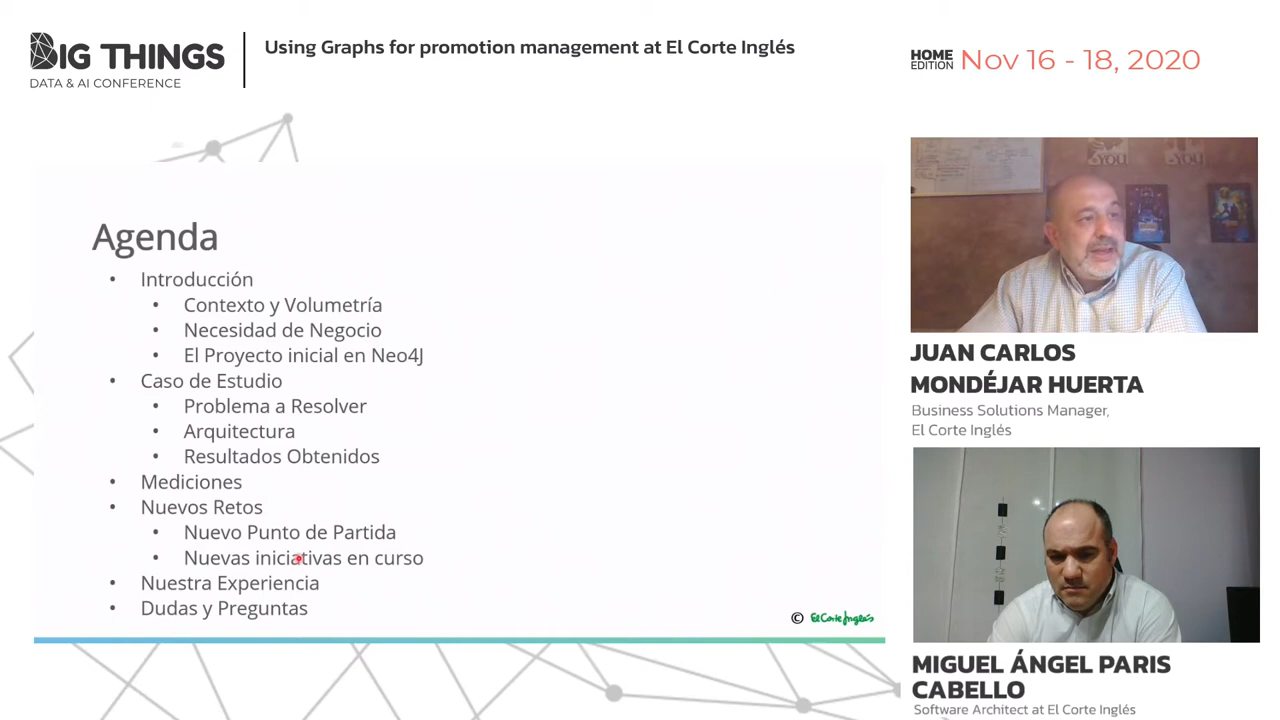 BIG THINGS
DATA & AI CONFERENCE
Using Graphs for promotion management at El Corte Inglés
HOME
EDITION
Nov 16 - 18, 2020
Agenda
• Introducción
• Contexto y Volumetría
• Necesidad de Negocio
• El Proyecto inicial en Neo4J
• Caso de Estudio
• Problema a Resolver
• Arquitectura
• Resultados Obtenidos
• Mediciones
• Nuevos Retos
• Nuevo Punto de Partida
• Nuevas iniciativas en curso
• Nuestra Experiencia
• Dudas y Preguntas
© El Corte Inglés
YOU
YOU
JUAN CARLOS
MONDÉJAR HUERTA
Business Solutions Manager,
El Corte Inglés
MIGUEL ÁNGEL PARIS
CABELLO
Software Architect at El Corte Inglés